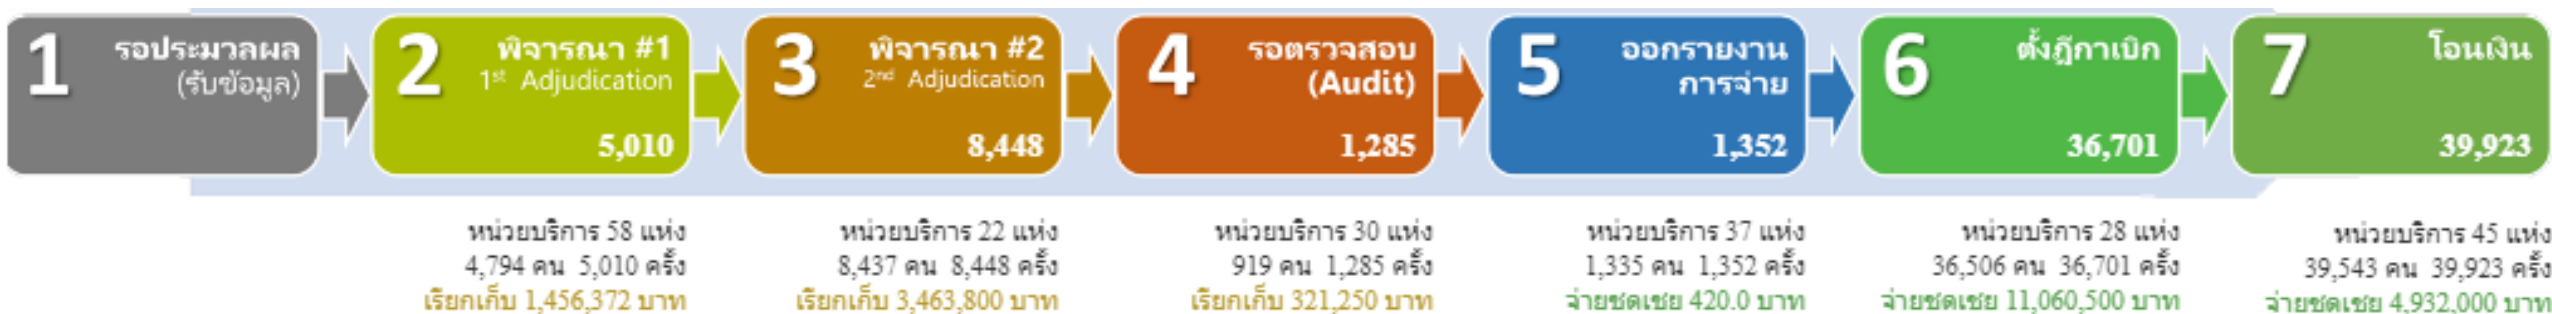 1 รอประมวลผล
(รับข้อมูล)
2 พิจารณา #1
1st Adjudication
5,010
3 พิจารณา #2
2nd Adjudication
8,448
4 รอตรวจสอบ
(Audit)
1,285
5 ออกรายงาน
การจ่าย
1,352
6 ตั้งฎีกาเบิก
36,701
7 โอนเงิน
39,923
หน่วยบริการ 58 แห่ง
4,794 คน 5,010 ครั้ง
เรียกเก็บ 1,456,372 บาท
หน่วยบริการ 22 แห่ง
8,437 คน 8,448 ครั้ง
เรียกเก็บ 3,463,800 บาท
หน่วยบริการ 30 แห่ง
919 คน 1,285 ครั้ง
เรียกเก็บ 321,250 บาท
หน่วยบริการ 37 แห่ง
1,335 คน 1,352 ครั้ง
จ่ายชดเชย 420.0 บาท
หน่วยบริการ 28 แห่ง
36,506 คน 36,701 ครั้ง
จ่ายชดเชย 11,060,500 บาท
หน่วยบริการ 45 แห่ง
39,543 คน 39,923 ครั้ง
จ่ายชดเชย 4,932,000 บาท